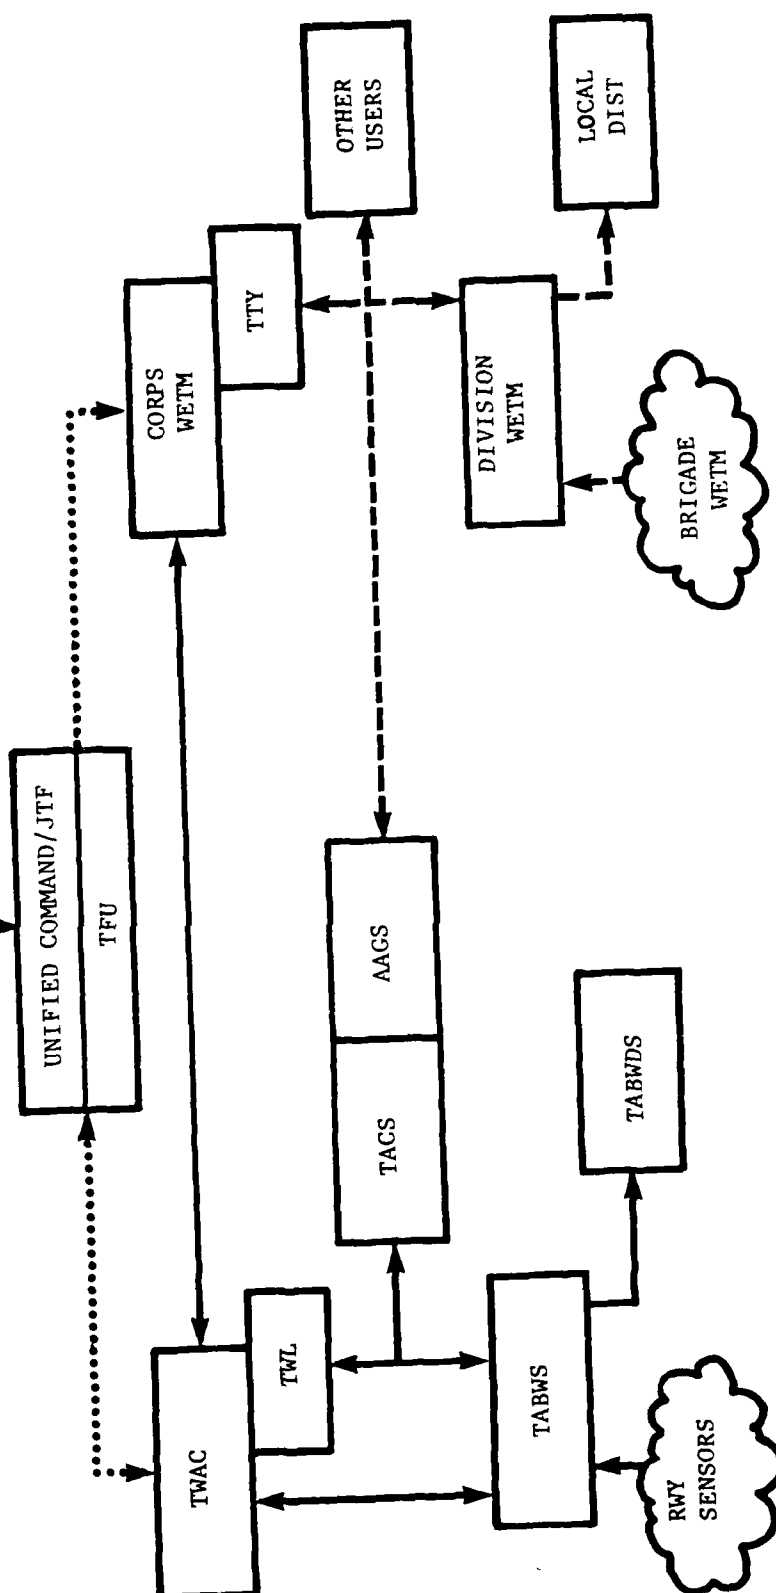 UNIFIED COMMAND/JTF
TFU
TWAC
TWL
CORPS
WETM
TTY
TACS
AAGS
OTHER
USERS
TABWS
TABWDS
DIVISION
WETM
LOCAL
DIST
RWY
SENSORS
BRIGADE
WETM